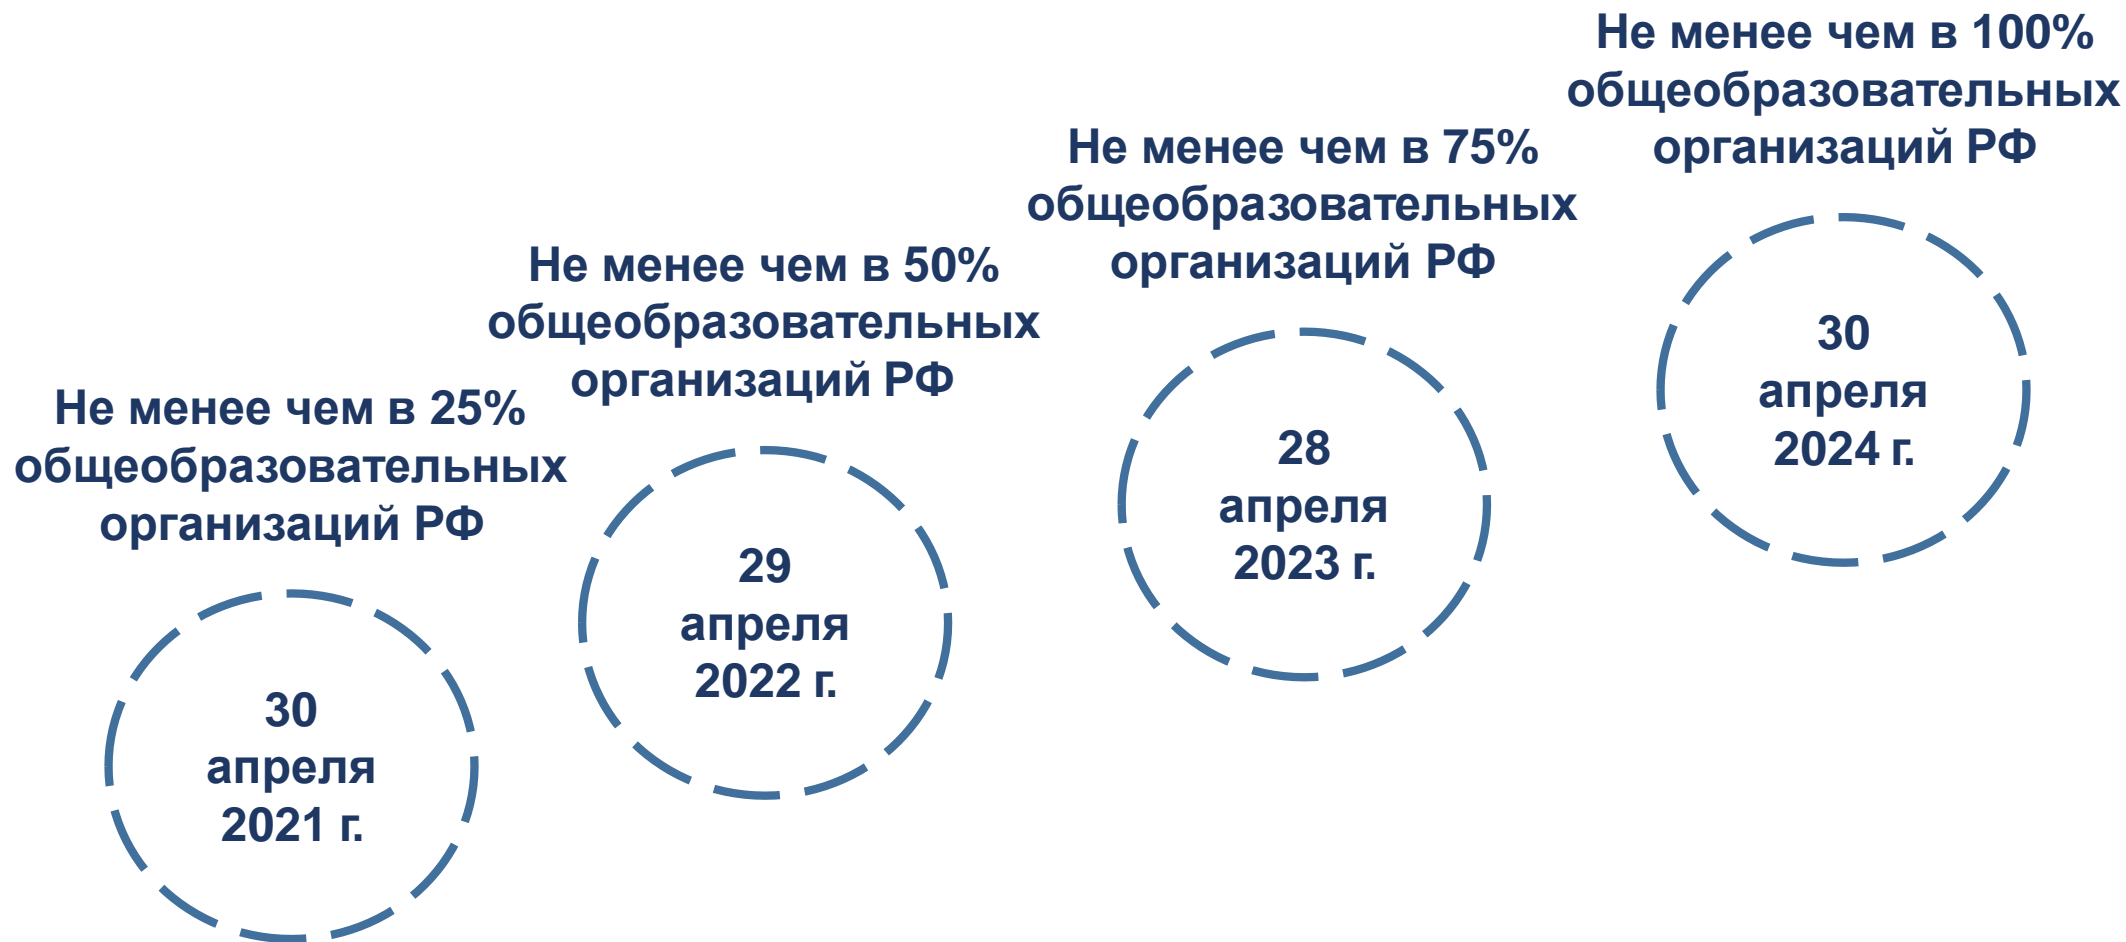 Не менее чем в 25%
общеобразовательных
организаций РФ
30
апреля
2021 г.
Не менее чем в 50%
общеобразовательных
организаций РФ
29
апреля
2022 г.
Не менее чем в 75%
общеобразовательных
организаций РФ
28
апреля
2023 г.
Не менее чем в 100%
общеобразовательных
организаций РФ
30
апреля
2024 г.